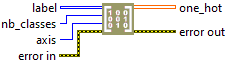 label
nb_classes
axis
error in
one_hot
error out